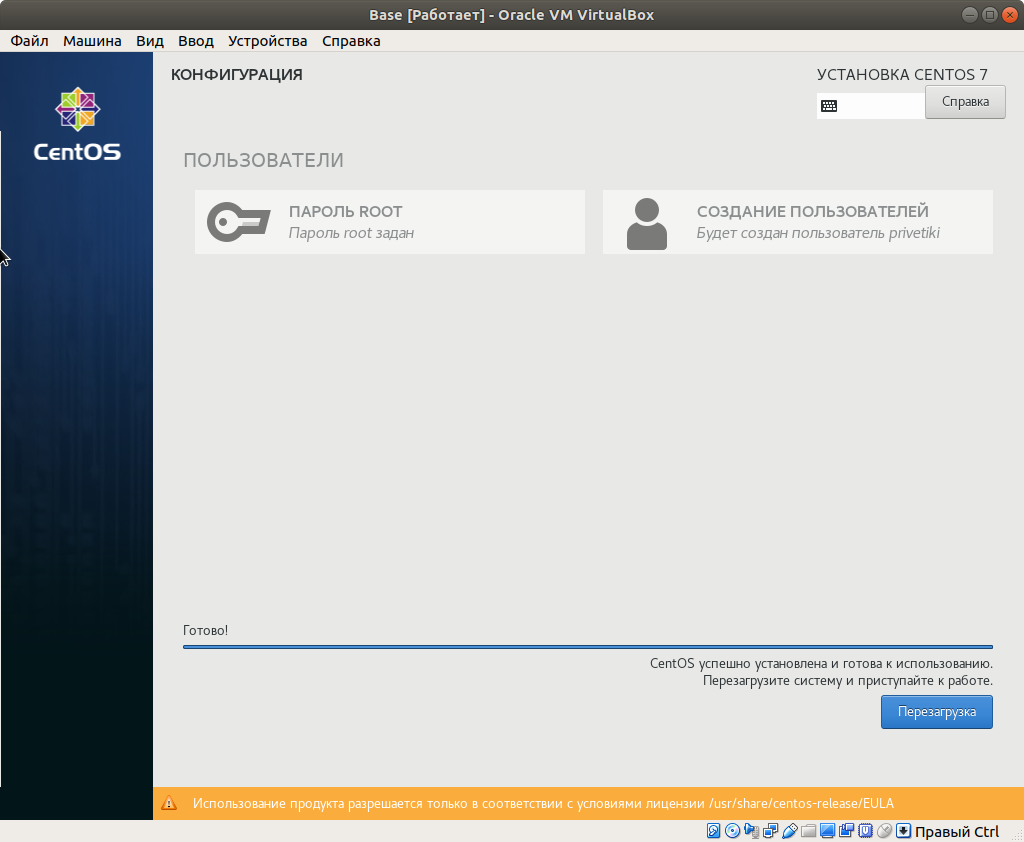 Base [Работает] - Oracle VM VirtualBox
Файл Машина Вид Ввод Устройства Справка
CentOS
КОНФИГУРАЦИЯ
УСТАНОВКА CENTOS 7
Справка
ПОЛЬЗОВАТЕЛИ
ПАРОЛЬ ROOT
Пароль root задан
СОЗДАНИЕ ПОЛЬЗОВАТЕЛЕЙ
Будет создан пользователь privetiki
Готово!
CentOS успешно установлена и готова к использованию.
Перезагрузите систему и приступайте к работе.
Перезагрузка
Использование продукта разрешается только в соответствии с условиями лицензии /usr/share/centos-release/EULA
Правый Ctrl